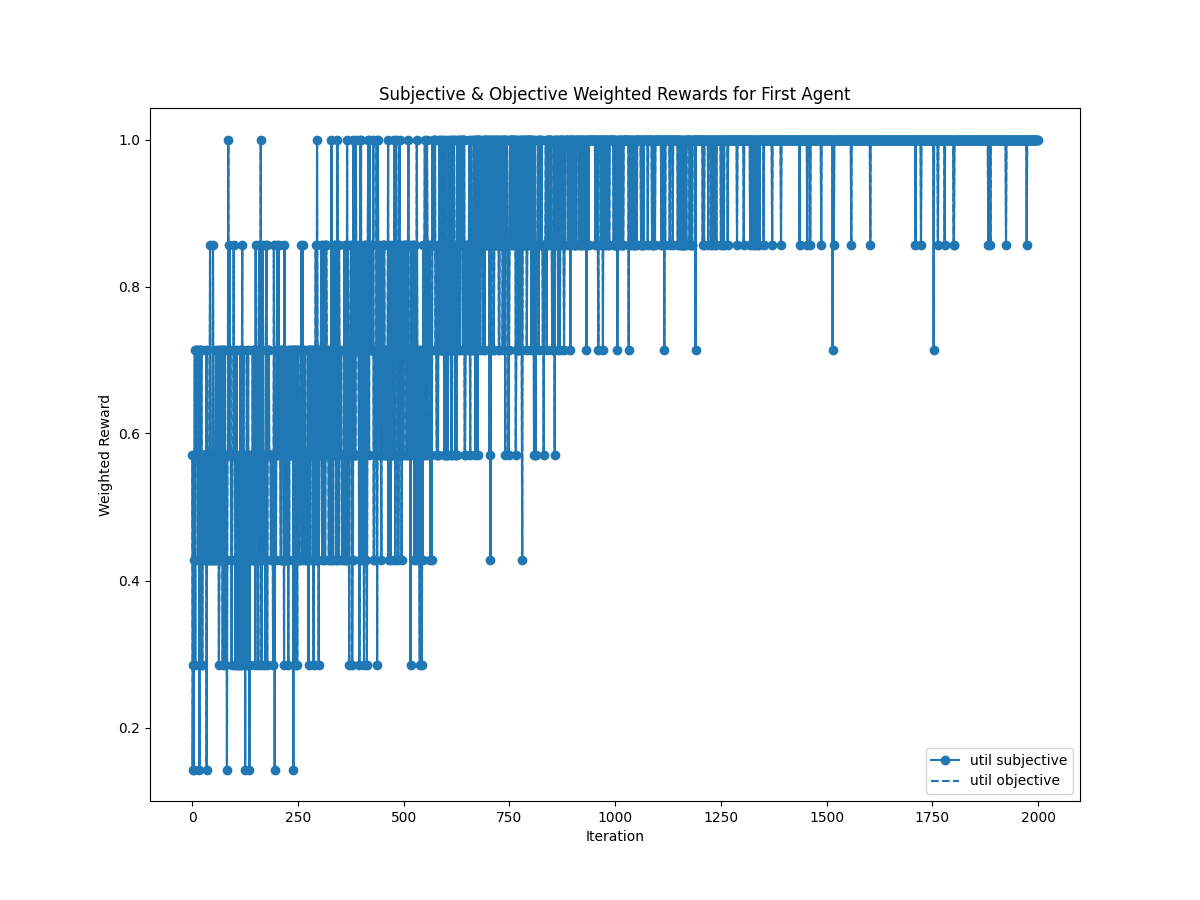 Subjective & Objective Weighted Rewards for First Agent
1.0
0.8
0.6
0.4
0.2
Weighted Reward
0 250 500 750 1000 1250 1500 1750 2000
Iteration
util subjective
util objective